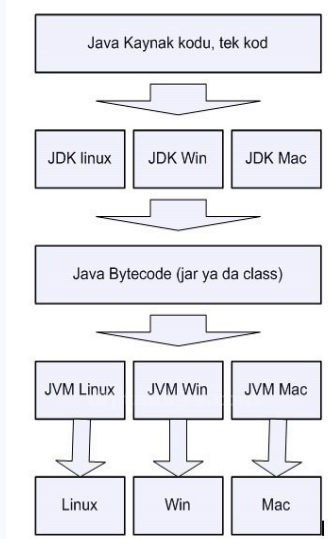 Java Kaynak kodu, tek kod
JDK linux JDK Win JDK Mac
Java Bytecode (jar ya da class)
JVM Linux JVM Win JVM Mac
Linux Win Mac